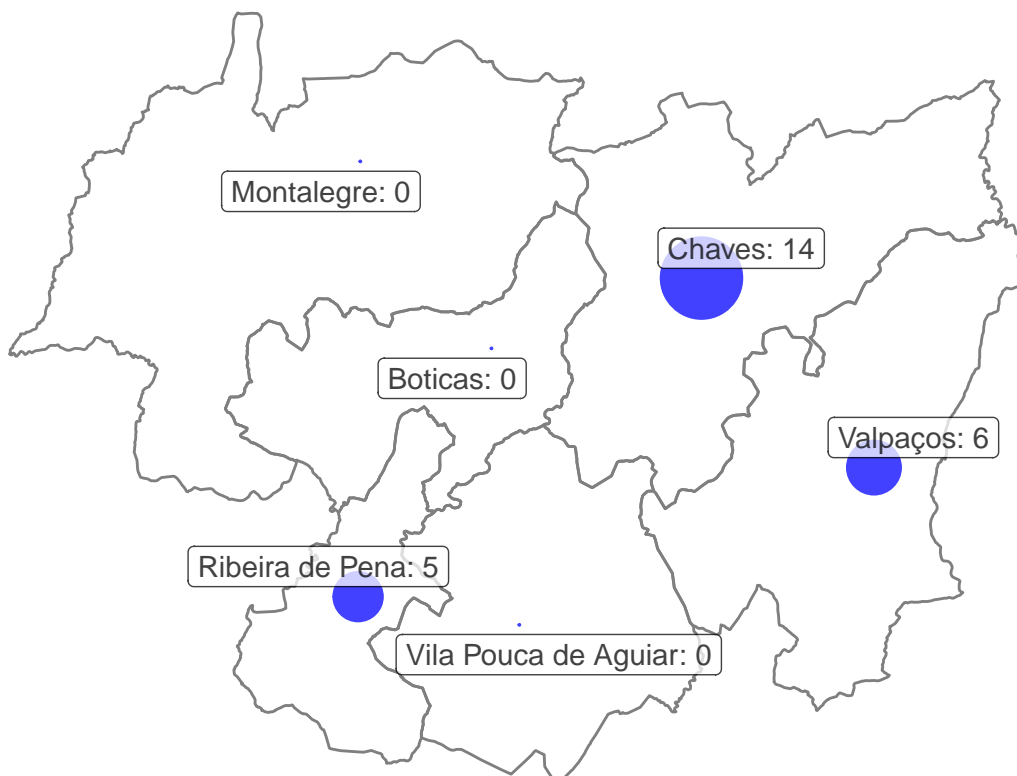 Montalegre: 0
Chaves: 14
Boticas: 0
Valpaços: 6
Ribeira de Pena: 5
Vila Pouca de Aguiar: 0